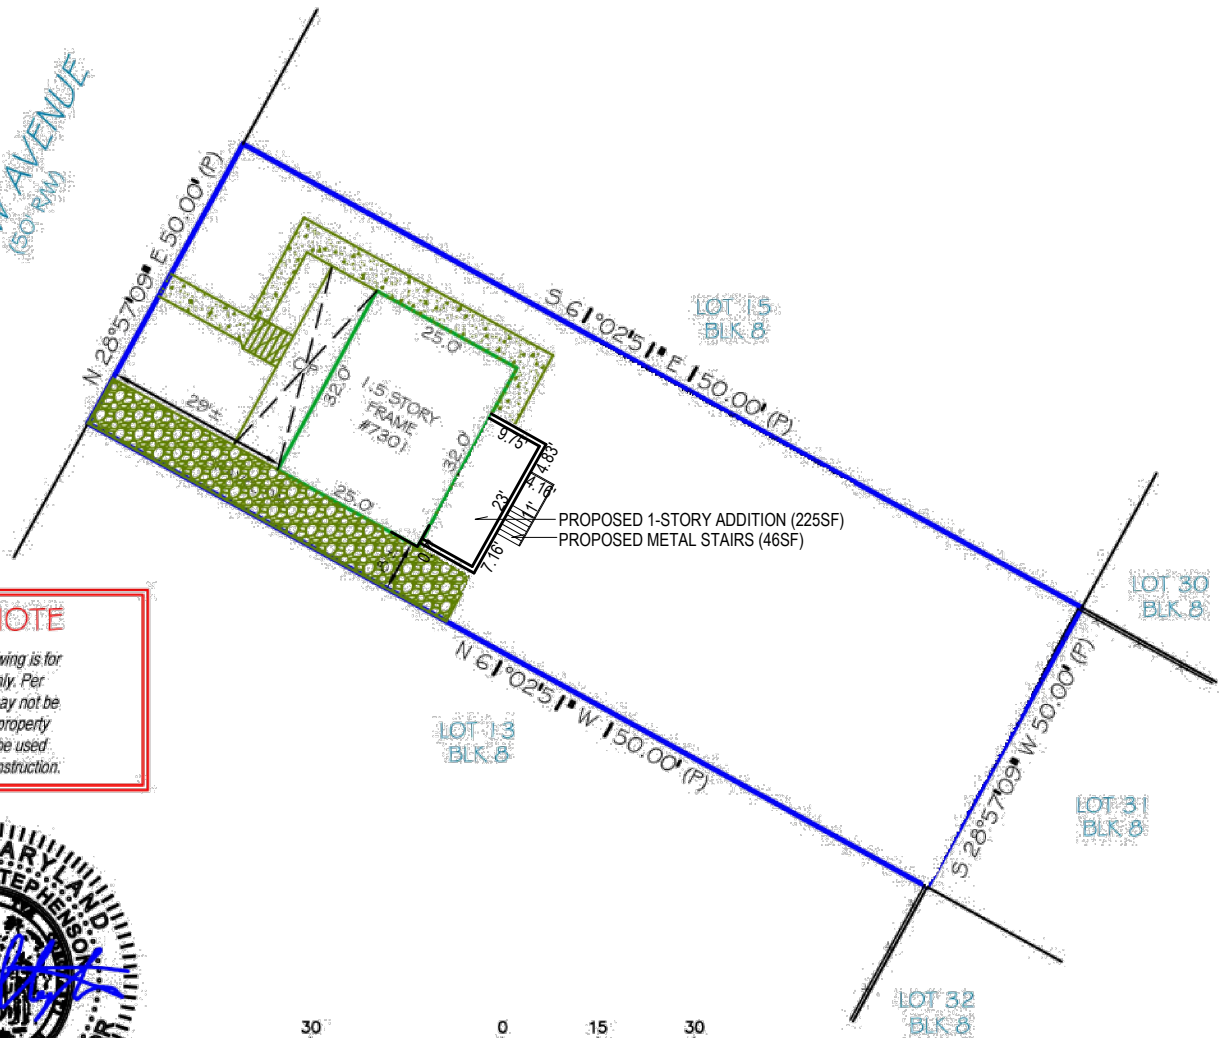 AVENUE
(50' R/W)
N 28°57'09" E 50.00' (P)
S 61°02'51" E 150.00' (P)
LOT 15
BLK 8
25.0'
C/P
32.0'
1.5 STORY
FRAME
#7301
29'±
32.0'
25.0'
9.75'
4.83'
4.16'
23'
11'
7.16'
PROPOSED 1-STORY ADDITION (225SF)
PROPOSED METAL STAIRS (46SF)
LOT 30
BLK 8
N 61°02'51" W 150.00' (P)
LOT 13
BLK 8
S 28°57'09" W 50.00' (P)
LOT 31
BLK 8
LOT 32
BLK 8
NOTE
wing is for
nly. Per
ay not be
property
be used
nstruction.
ARYLAND
TEPHENSON
OR
30 0 15 30